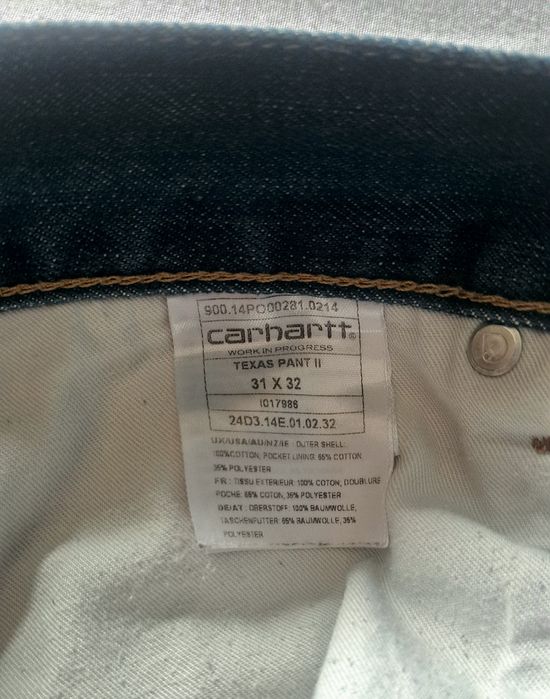 900.14PO00281.0214
carhartt®
WORK IN PROGRESS
TEXAS PANT II
31 X 32
I017986
24D3.14E.01.02.32
UK/USA/AU/NZ/IE : OUTER SHELL:
100%COTTON, POCKET LINING: 65% COTTON,
35% POLYESTER
FR : TISSU EXTERIEUR: 100% COTON, DOUBLURE
POCHE: 65% COTON, 35% POLYESTER
DE/AT : OBERSTOFF: 100% BAUMWOLLE,
TASCHENFUTTER: 65% BAUMWOLLE, 35%
POLYESTER